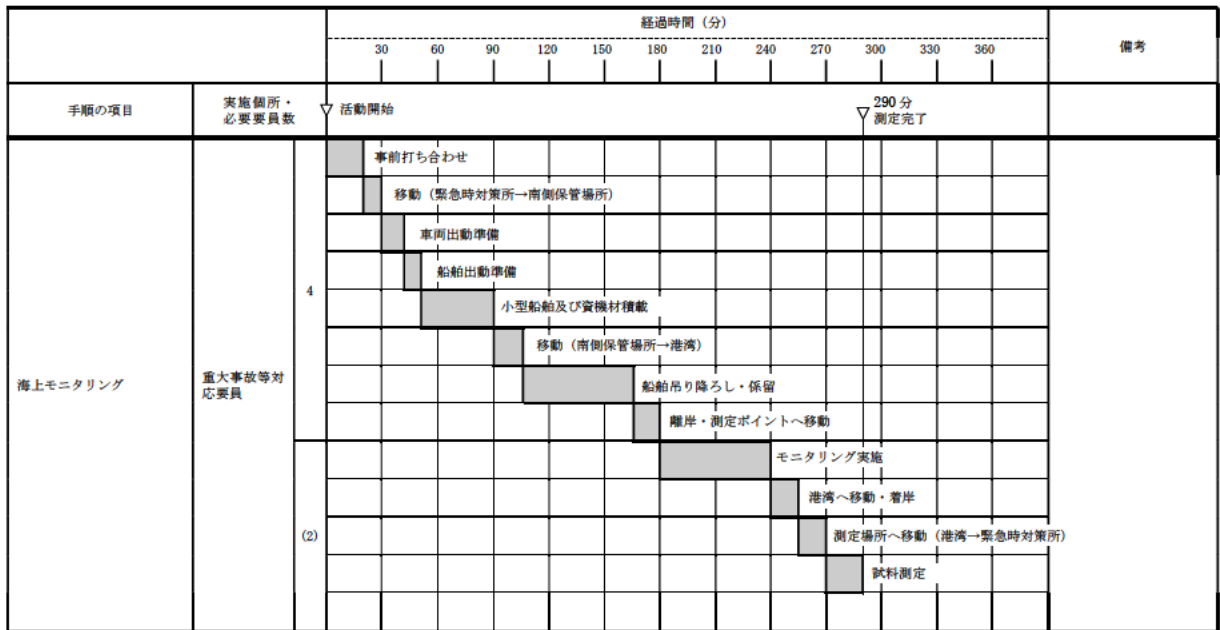 経過時間（分）
30 60 90 120 150 180 210 240 270 300 330 360
備考
手順の項目
実施個所・
必要要員数
活動開始
290 分
測定完了
事前打ち合わせ
移動（緊急時対策所→南側保管場所）
車両出動準備
船舶出動準備
4
小型船舶及び資機材積載
移動（南側保管場所→港湾）
海上モニタリング
重大事故等対
応要員
船舶吊り降ろし・係留
離岸・測定ポイントへ移動
モニタリング実施
港湾へ移動・着岸
(2)
測定場所へ移動（港湾→緊急時対策所）
試料測定